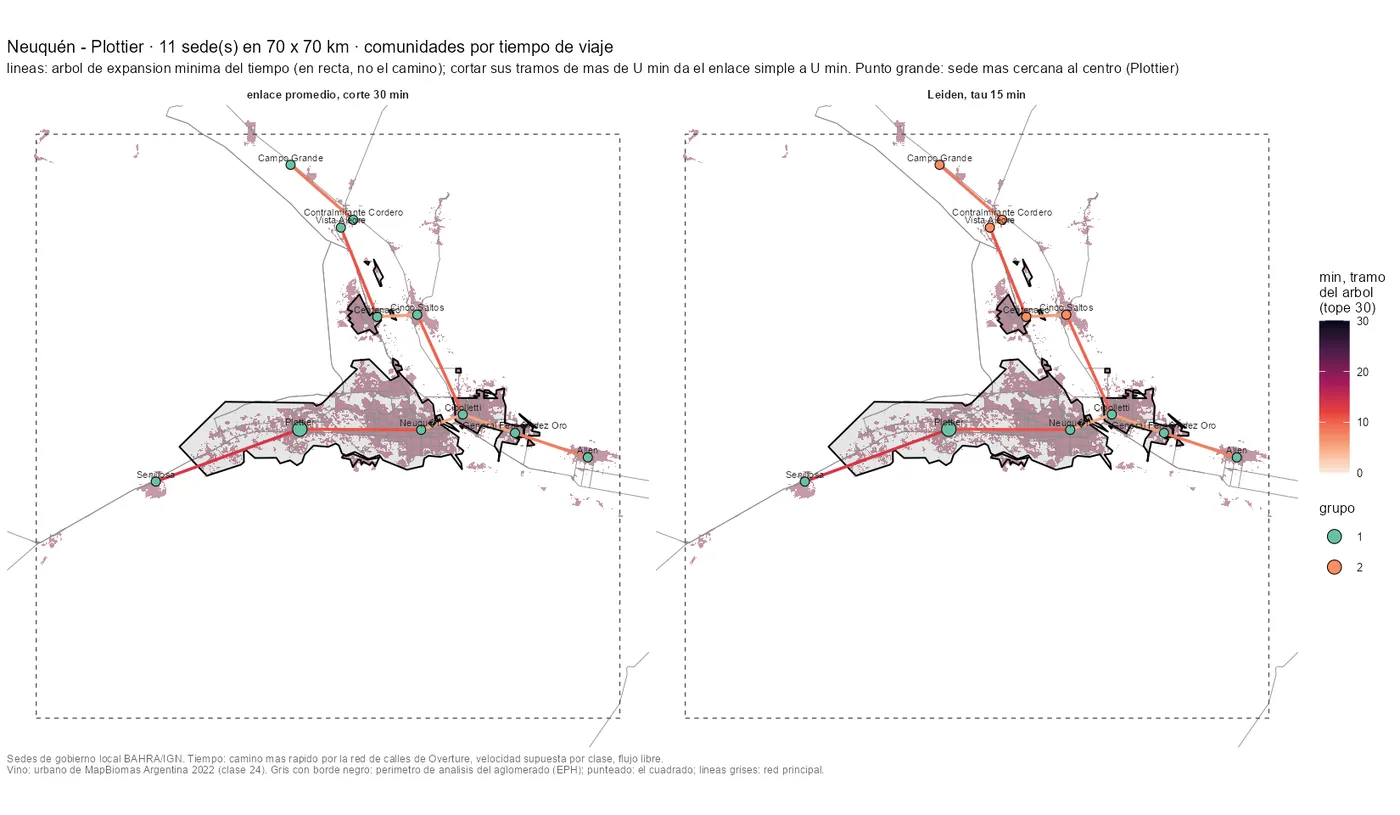 Neuquén - Plottier · 11 sede(s) en 70 x 70 km · comunidades por tiempo de viaje
lineas: arbol de expansion minima del tiempo (en recta, no el camino); cortar sus tramos de mas de U min da el enlace simple a U min. Punto grande: sede mas cercana al centro (Plottier)
enlace promedio, corte 30 min
Campo Grande
Contralmirante Cordero
Vista Alegre
Centenario
Cinco Saltos
Cipolletti
Plottier
Neuquén
General Fernandez Oro
Allen
Senillosa
Leiden, tau 15 min
Campo Grande
Contralmirante Cordero
Vista Alegre
Centenario
Cinco Saltos
Cipolletti
Plottier
Neuquén
General Fernandez Oro
Allen
Senillosa
min, tramo
del arbol
(tope 30)
30
20
10
0
grupo
1
2
Sedes de gobierno local BAHRA/IGN. Tiempo: camino mas rapido por la red de calles de Overture, velocidad supuesta por clase, flujo libre.
Vino: urbano de MapBiomas Argentina 2022 (clase 24). Gris con borde negro: perimetro de analisis del aglomerado (EPH); punteado: el cuadrado; lineas grises: red principal.